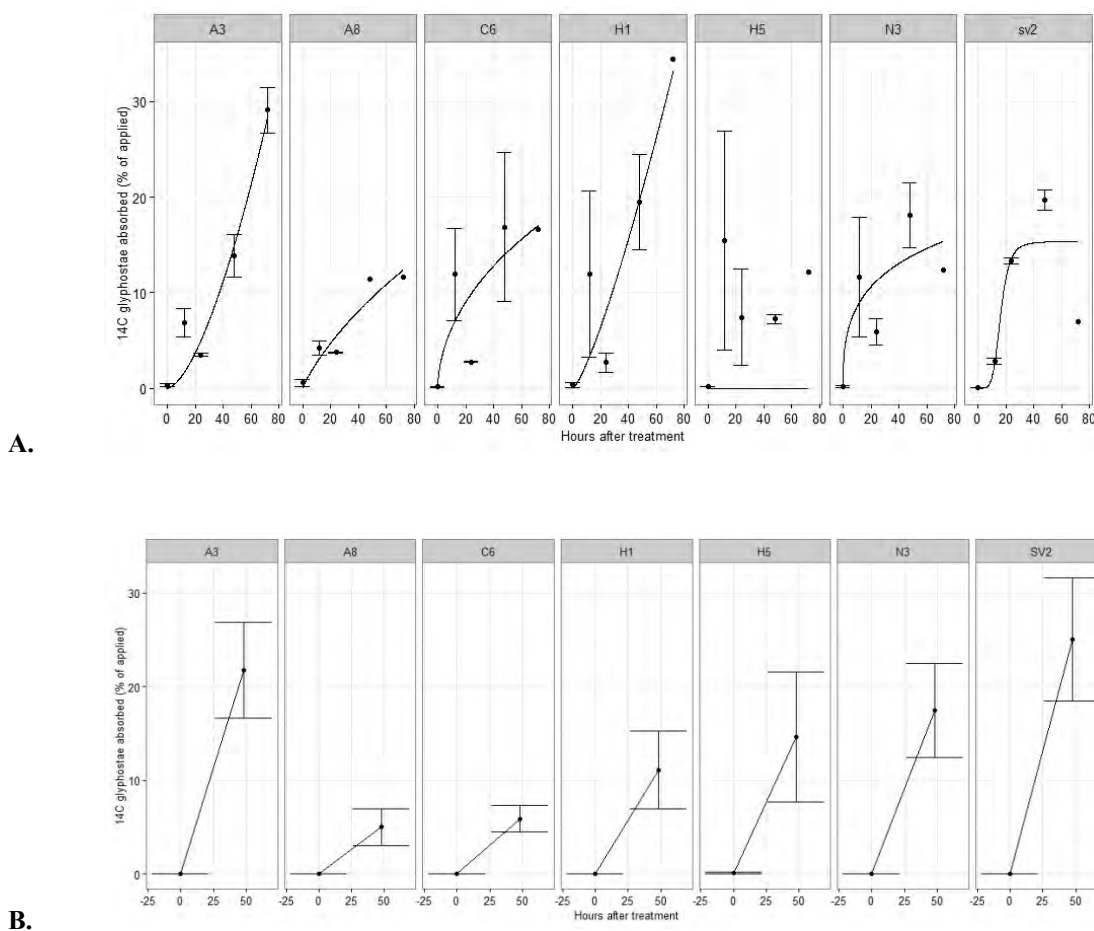 A3 A8 C6 H1 H5 N3 sv2
14C glyphostae absorbed (% of applied)
30
20
10
0
0 20 40 60 80 0 20 40 60 80 0 20 40 60 80 0 20 40 60 80 0 20 40 60 80 0 20 40 60 80 0 20 40 60 80
Hours after treatment
A.
A3 A8 C6 H1 H5 N3 SV2
14C glyphostae absorbed (% of applied)
30
20
10
0
-25 0 25 50 -25 0 25 50 -25 0 25 50 -25 0 25 50 -25 0 25 50 -25 0 25 50 -25 0 25 50
Hours after treatment
B.